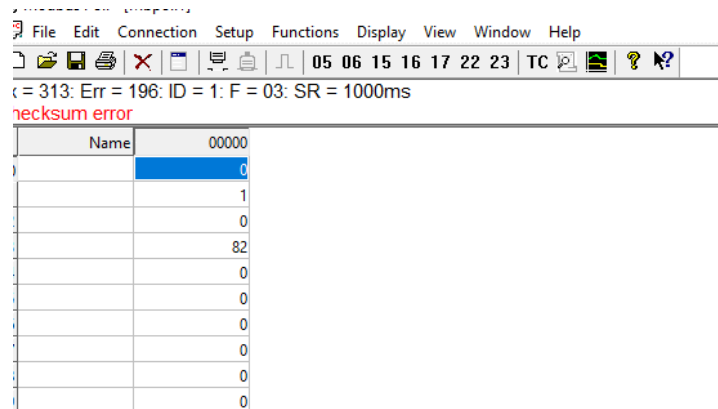 File Edit Connection Setup Functions Display View Window Help
05 06 15 16 17 22 23 TC
= 313: Err = 196: ID = 1: F = 03: SR = 1000ms
hecksum error
Name 00000
0
1
0
82
0
0
0
0
0
0